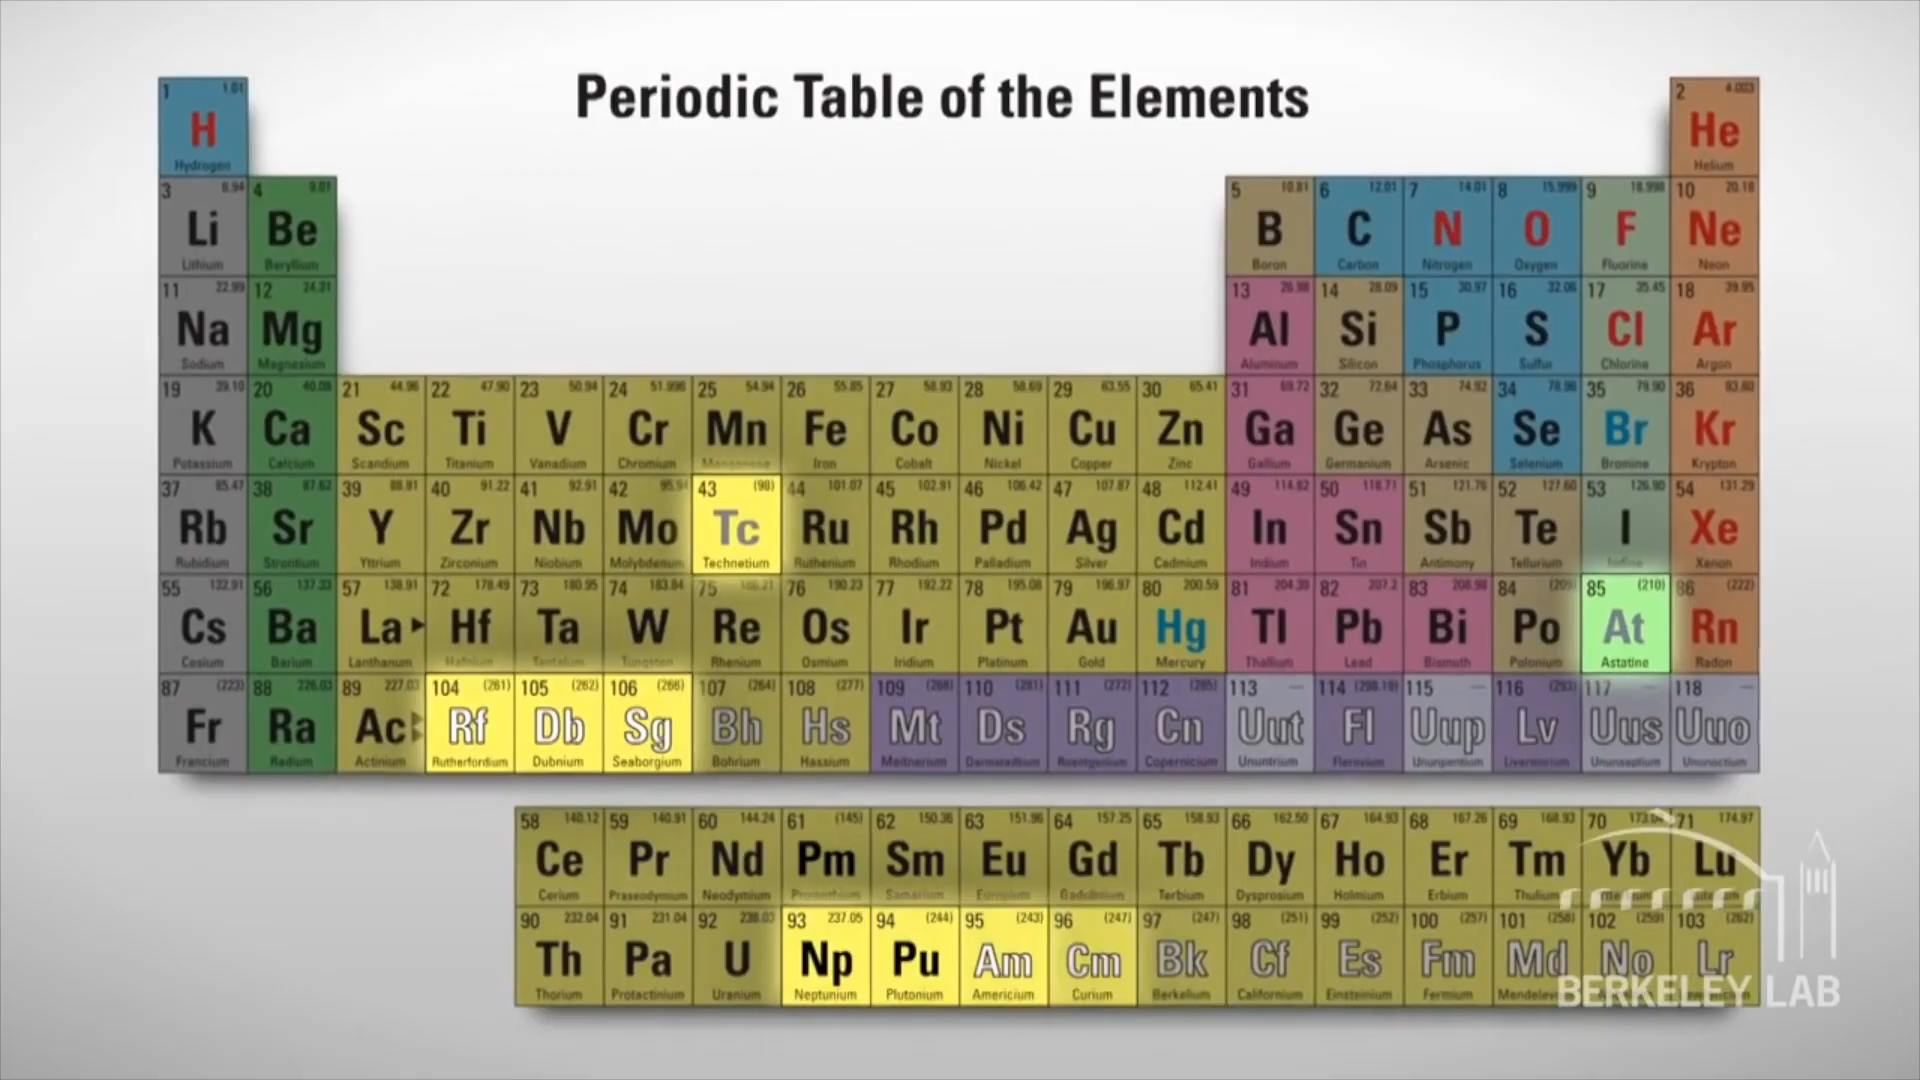 Periodic Table of the Elements
1 1.01 2 4.003
H He
Hydrogen Helium
3 6.94 4 9.01 5 10.81 6 12.01 7 14.01 8 15.999 9 18.998 10 20.18
Li Be B C N O F Ne
Lithium Beryllium Boron Carbon Nitrogen Oxygen Fluorine Neon
11 22.99 12 24.31 13 26.98 14 28.09 15 30.97 16 32.06 17 35.45 18 39.95
Na Mg Al Si P S Cl Ar
Sodium Magnesium Aluminum Silicon Phosphorus Sulfur Chlorine Argon
19 39.10 20 40.08 21 44.96 22 47.90 23 50.94 24 51.996 25 54.94 26 55.85 27 58.93 28 58.69 29 63.55 30 65.41 31 69.72 32 72.64 33 74.92 34 78.96 35 79.90 36 83.80
K Ca Sc Ti V Cr Mn Fe Co Ni Cu Zn Ga Ge As Se Br Kr
Potassium Calcium Scandium Titanium Vanadium Chromium Manganese Iron Cobalt Nickel Copper Zinc Gallium Germanium Arsenic Selenium Bromine Krypton
37 85.47 38 87.62 39 88.91 40 91.22 41 92.91 42 95.94 43 (98) 44 101.07 45 102.91 46 106.42 47 107.87 48 112.41 49 114.82 50 118.71 51 121.76 52 127.60 53 126.90 54 131.29
Rb Sr Y Zr Nb Mo Tc Ru Rh Pd Ag Cd In Sn Sb Te I Xe
Rubidium Strontium Yttrium Zirconium Niobium Molybdenum Technetium Ruthenium Rhodium Palladium Silver Cadmium Indium Tin Antimony Tellurium Iodine Xenon
55 132.91 56 137.33 57 138.91 72 178.49 73 180.95 74 183.84 75 186.21 76 190.23 77 192.22 78 195.08 79 196.97 80 200.59 81 204.38 82 207.2 83 208.98 84 (209) 85 (210) 86 (222)
Cs Ba La Hf Ta W Re Os Ir Pt Au Hg Tl Pb Bi Po At Rn
Cesium Barium Lanthanum Hafnium Tantalum Tungsten Rhenium Osmium Iridium Platinum Gold Mercury Thallium Lead Bismuth Polonium Astatine Radon
87 (223) 88 226.03 89 227.03 104 (261) 105 (262) 106 (266) 107 (264) 108 (277) 109 (268) 110 (281) 111 (272) 112 (285) 113 — 114 (298.19) 115 — 116 (293) 117 — 118 —
Fr Ra Ac Rf Db Sg Bh Hs Mt Ds Rg Cn Uut Fl Uup Lv Uus Uuo
Francium Radium Actinium Rutherfordium Dubnium Seaborgium Bohrium Hassium Meitnerium Darmstadtium Roentgenium Copernicium Ununtrium Flerovium Ununpentium Livermorium Ununseptium Ununoctium
58 140.12 59 140.91 60 144.24 61 (145) 62 150.36 63 151.96 64 157.25 65 158.93 66 162.50 67 164.93 68 167.26 69 168.93 70 173.04 71 174.97
Ce Pr Nd Pm Sm Eu Gd Tb Dy Ho Er Tm Yb Lu
Cerium Praseodymium Neodymium Promethium Samarium Europium Gadolinium Terbium Dysprosium Holmium Erbium Thulium
90 232.04 91 231.04 92 238.03 93 237.05 94 (244) 95 (243) 96 (247) 97 (247) 98 (251) 99 (252) 100 (257) 101 (258) 102 (259) 103 (262)
Th Pa U Np Pu Am Cm Bk Cf Es Fm Md No Lr
Thorium Protactinium Uranium Neptunium Plutonium Americium Curium Berkelium Californium Einsteinium Fermium
BERKELEY LAB